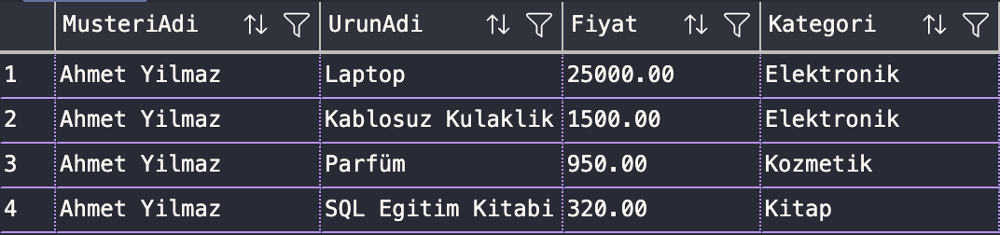 MusteriAdi UrunAdi Fiyat Kategori
1 Ahmet Yilmaz Laptop 25000.00 Elektronik
2 Ahmet Yilmaz Kablosuz Kulaklik 1500.00 Elektronik
3 Ahmet Yilmaz Parfüm 950.00 Kozmetik
4 Ahmet Yilmaz SQL Egitim Kitabi 320.00 Kitap